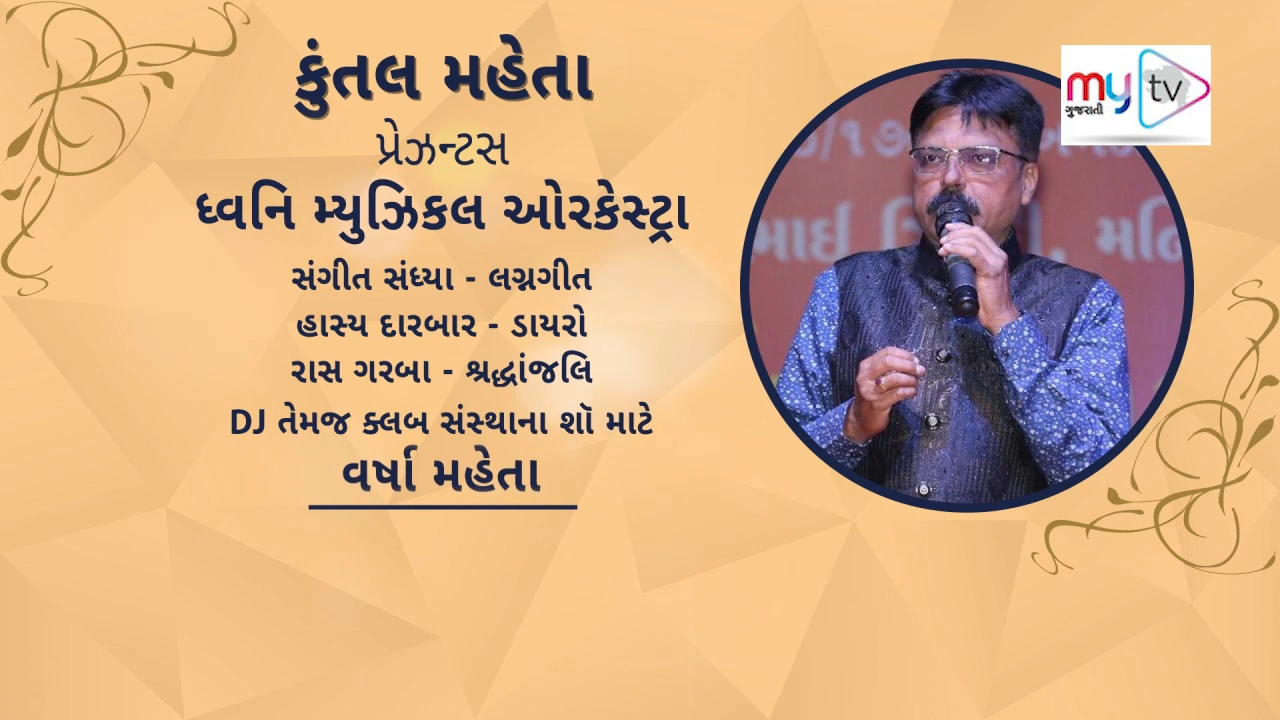 કુંતલ મહેતા
પ્રેઝન્ટસ
ધ્વનિ મ્યુઝિકલ ઓરકેસ્ટ્રા
સંગીત સંધ્યા - લગ્નગીત
હાસ્ય દારબાર - ડાયરો
રાસ ગરબા - શ્રદ્ધાંજલિ
DJ તેમજ ક્લબ સંસ્થાના શૉ માટે
વર્ષા મહેતા
my tv
ગુજરાતી